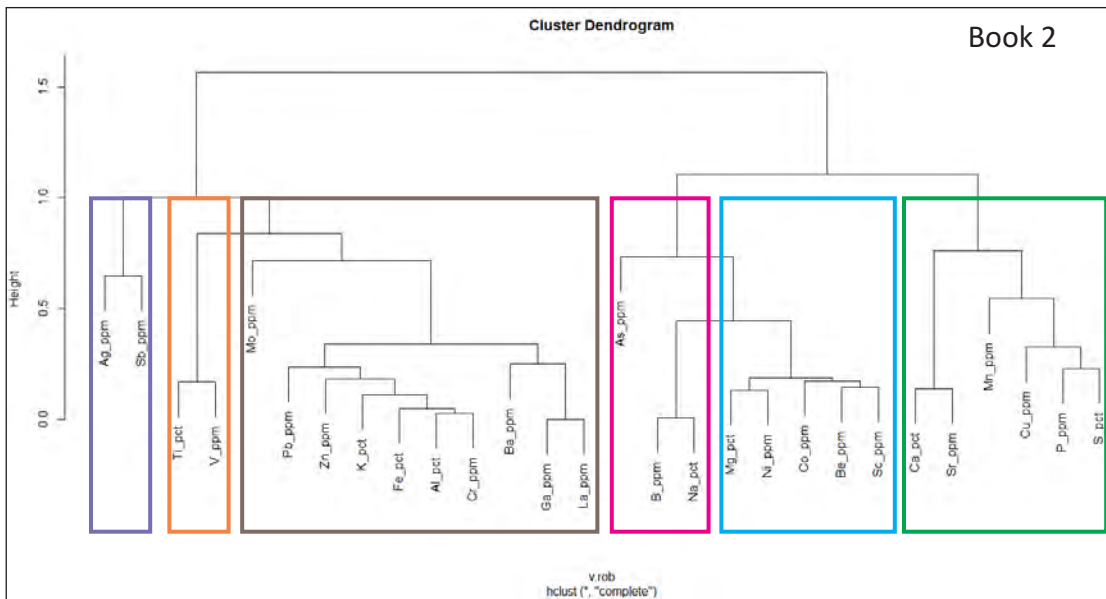 Cluster Dendrogram
Book 2
Height
1.5
1.0
0.5
0.0
Ag_ppm
Sb_ppm
Ti_pct
V_ppm
Mo_ppm
Pb_ppm
Zn_ppm
K_pct
Fe_pct
Al_pct
Cr_ppm
Ba_ppm
Ga_ppm
La_ppm
As_ppm
Bi_ppm
Na_pct
Mg_pct
Ni_ppm
Co_ppm
Be_ppm
Sc_ppm
Ca_pct
Sr_ppm
Mn_ppm
Cu_ppm
P_ppm
S_pct
v.rob
hclust (*, "complete")